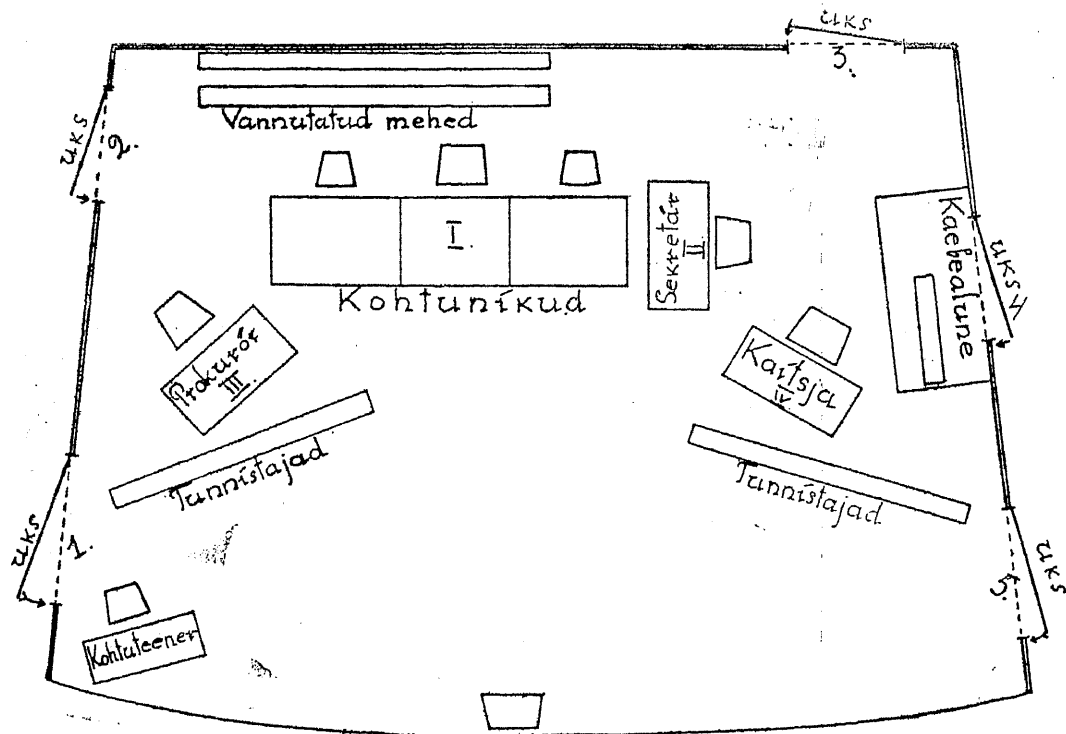 uks
3.
uks
2.
Vannutatud mehed
I.
Kohtunikud
Sekretär
II
Kaebealune
uks 4
Prokurör
III.
Kaitsja
IV.
Tunnistajad
Tunnistajad
uks
1.
uks
5.
Kohtuteener